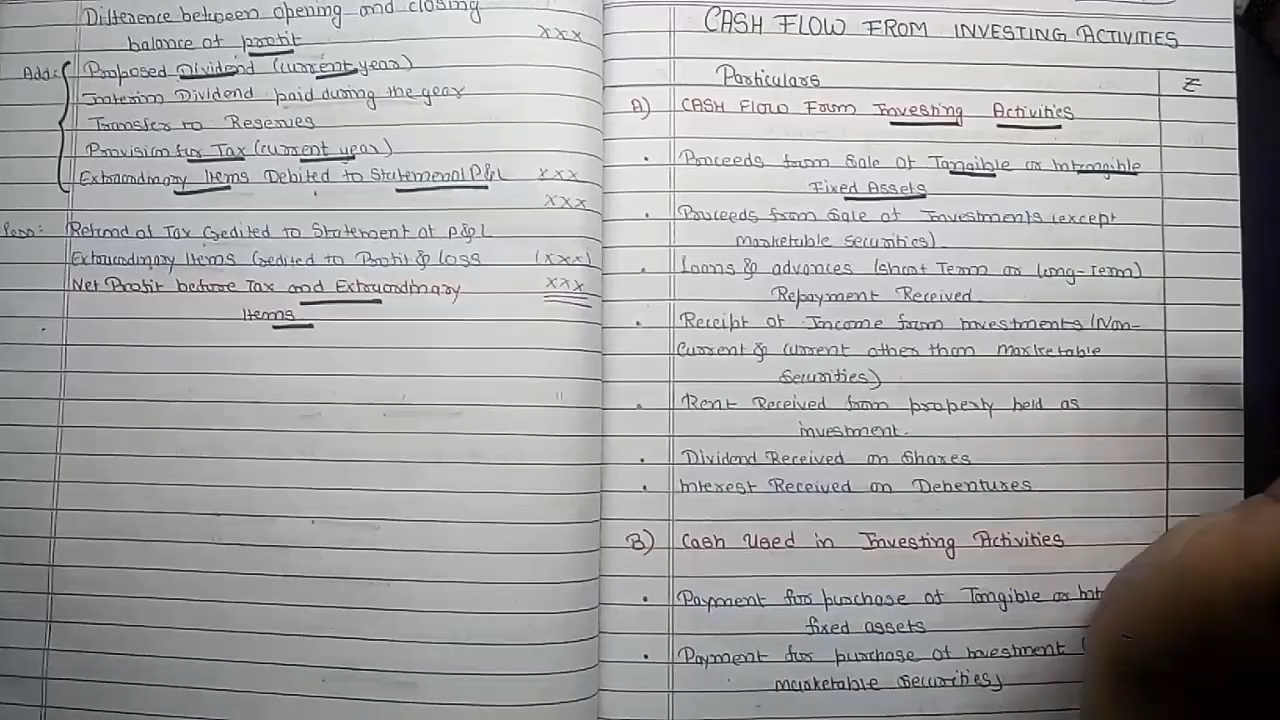 Difference between opening and closing
balance of profit xxx
Add: Proposed Dividend (current year)
Interim Dividend paid during the year
Transfer to Reserves
Provision for Tax (current year)
Extraordinary Items Debited to Statement P&L xxx
xxx
Less: Refund of Tax Credited to Statement of P&L
Extraordinary Items Credited to Profit & Loss (xxx)
Net Profit before Tax and Extraordinary xxx
Items
CASH FLOW FROM INVESTING ACTIVITIES
Particulars ₹
A) CASH Flow From Investing Activities
• Proceeds from Sale of Tangible or Intangible
Fixed Assets
• Proceeds from Sale of Investments (except
marketable securities)
• Loans & advances (Short Term or long-Term)
Repayment Received
• Receipt of Income from investments (Non-
Current & current other than marketable
Securities)
• Rent Received from property held as
investment.
• Dividend Received on Shares
• Interest Received on Debentures
B) Cash Used in Investing Activities
• Payment for purchase of Tangible or
fixed assets
• Payment for purchase of investment (
marketable securities)